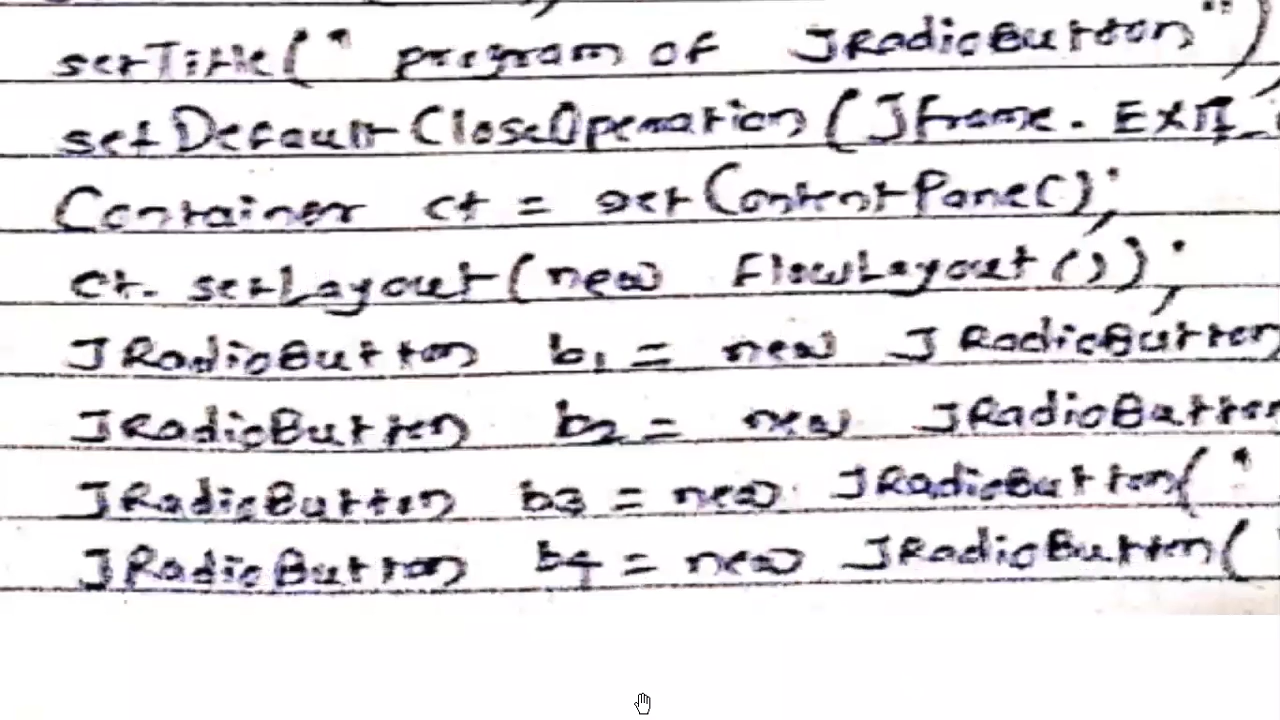 setTitle(" program of JRadioButton")
setDefaultCloseOperation (JFrame. EXIT_
Container ct = getContentPane();
ct. setLayout(new FlowLayout());
JRadioButton b1 = new JRadioButton
JRadioButton b2 = new JRadioButton
JRadioButton b3 = new JRadioButton( "
JRadioButton b4 = new JRadioButton(